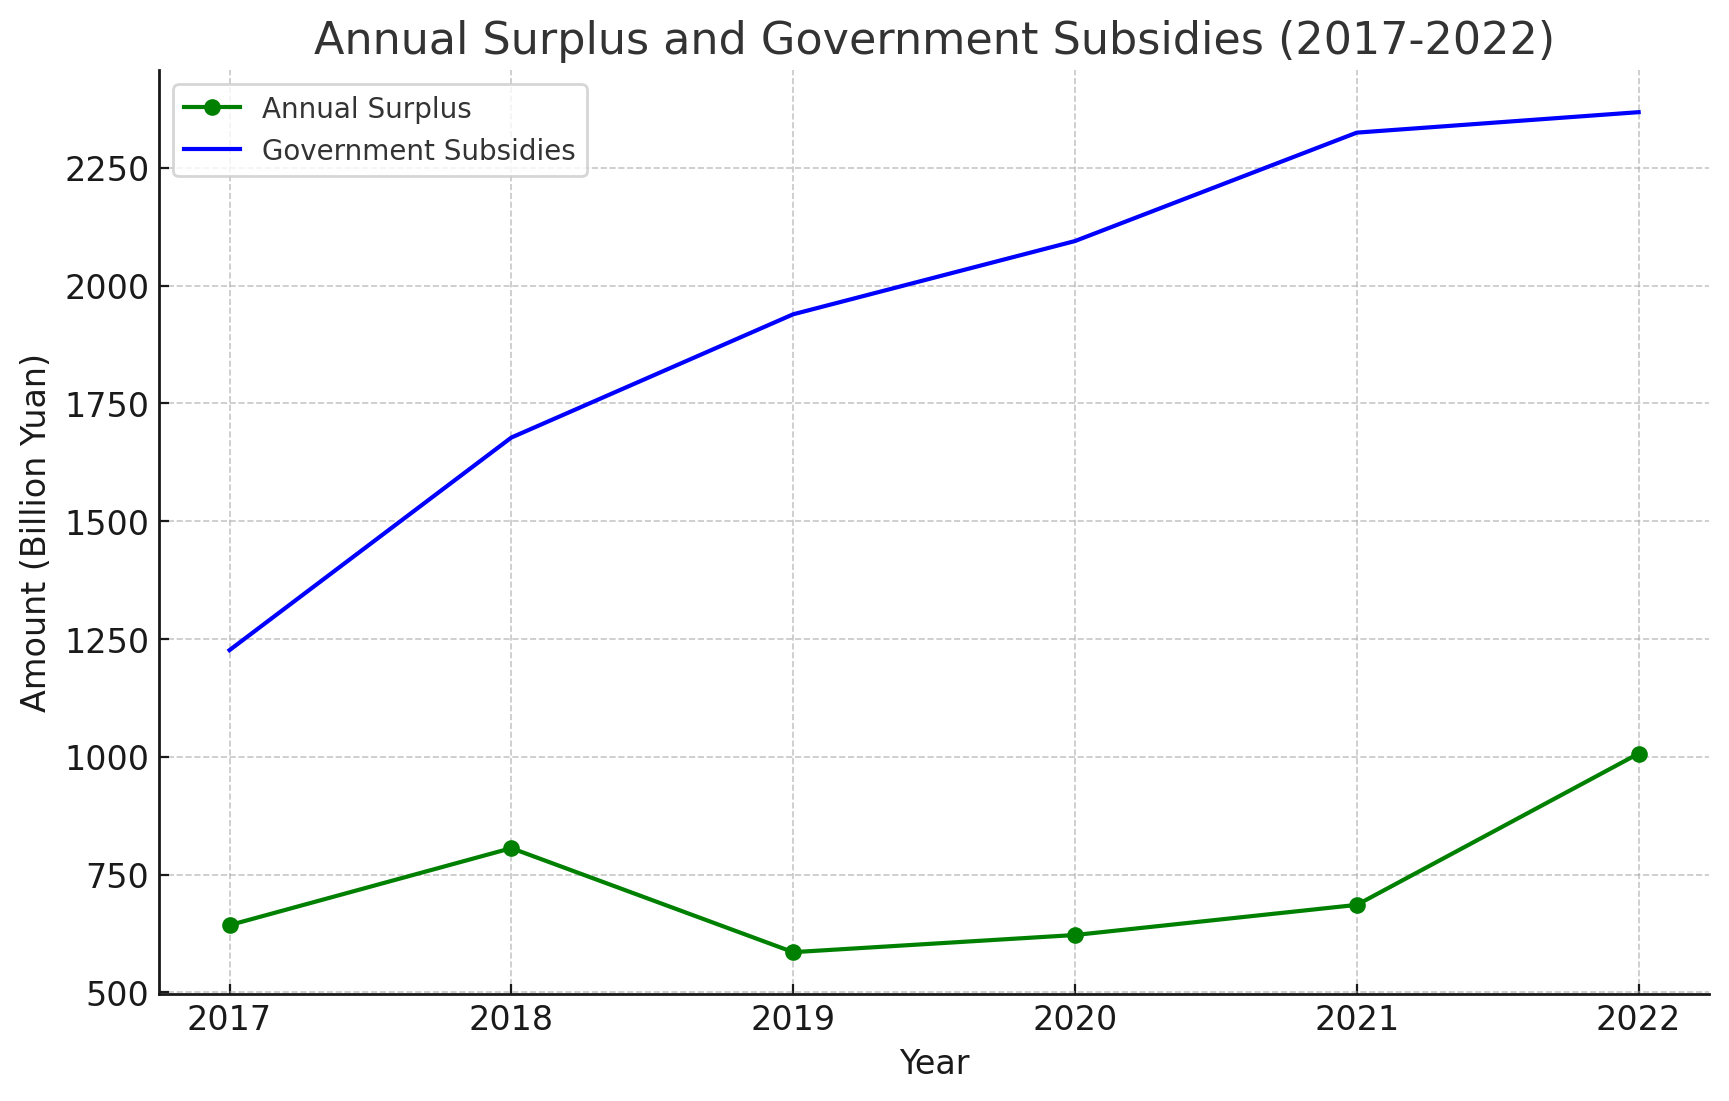 Annual Surplus and Government Subsidies (2017-2022)
Annual Surplus
Government Subsidies
Amount (Billion Yuan)
2250
2000
1750
1500
1250
1000
750
500
2017 2018 2019 2020 2021 2022
Year